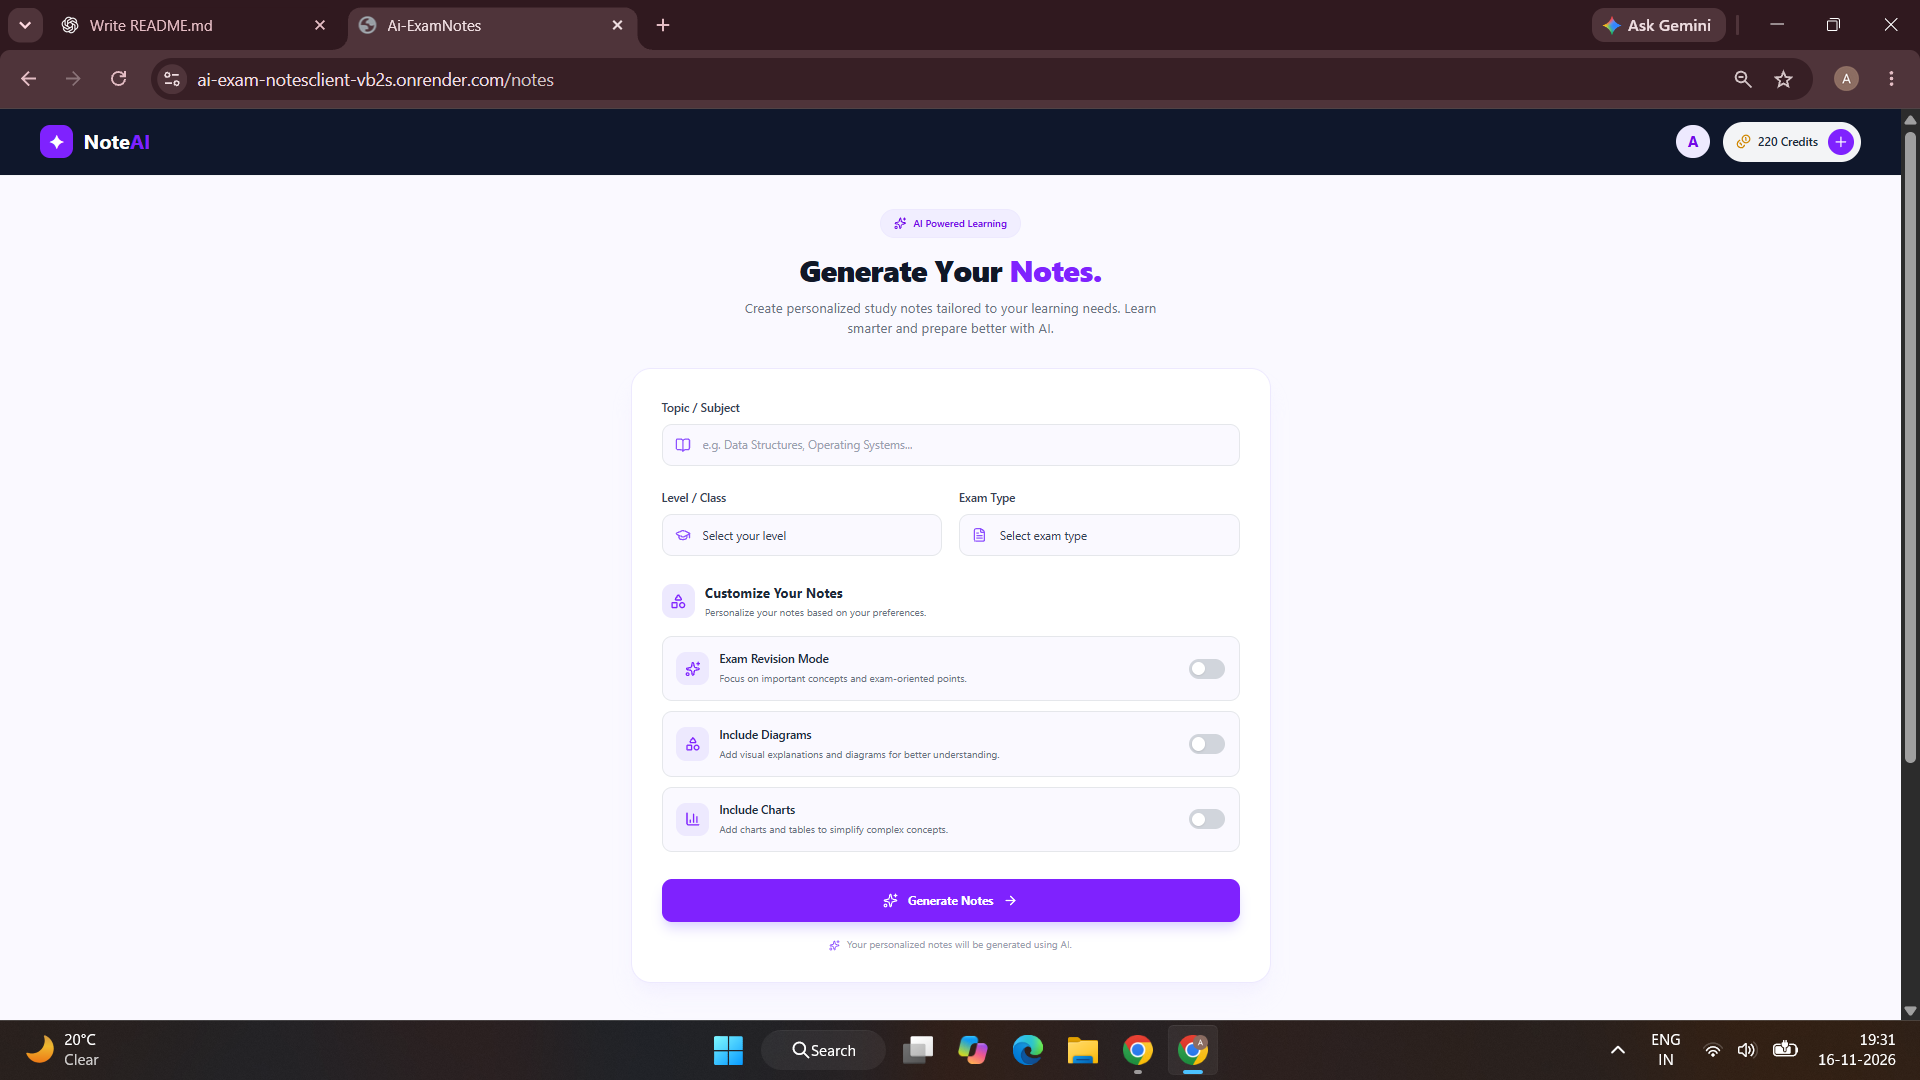 Write README.md
Ai-ExamNotes
Ask Gemini
ai-exam-notesclient-vb2s.onrender.com/notes
A
NoteAI
A
220 Credits
AI Powered Learning
Generate Your Notes.
Create personalized study notes tailored to your learning needs. Learn
smarter and prepare better with AI.
Topic / Subject
e.g. Data Structures, Operating Systems...
Level / Class
Exam Type
Select your level
Select exam type
Customize Your Notes
Personalize your notes based on your preferences.
Exam Revision Mode
Focus on important concepts and exam-oriented points.
Include Diagrams
Add visual explanations and diagrams for better understanding.
Include Charts
Add charts and tables to simplify complex concepts.
Generate Notes
Your personalized notes will be generated using AI.
20°C
Clear
Search
A
ENG
IN
19:31
16-11-2026